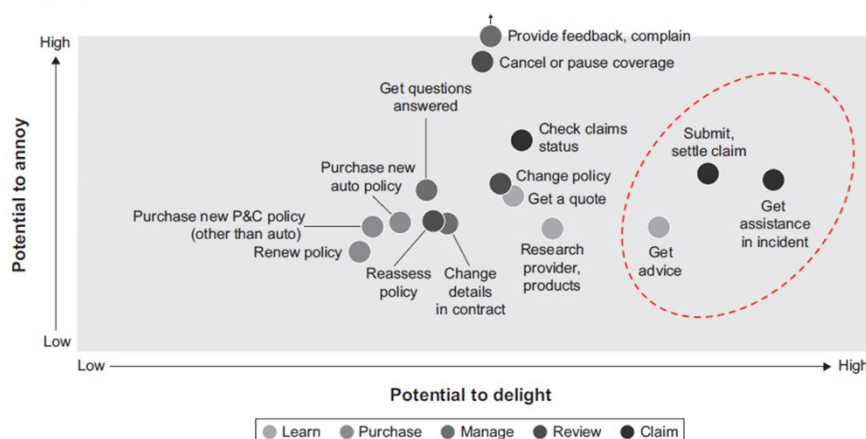 High
Potential to annoy
Low
Provide feedback, complain
Cancel or pause coverage
Get questions
answered
Check claims
status
Submit,
settle claim
Purchase new
auto policy
Change policy
Get a quote
Purchase new P&C policy
(other than auto)
Renew policy
Reassess
policy
Change
details
in contract
Research
provider,
products
Get
advice
Get
assistance
in incident
Low
High
Potential to delight
Learn
Purchase
Manage
Review
Claim